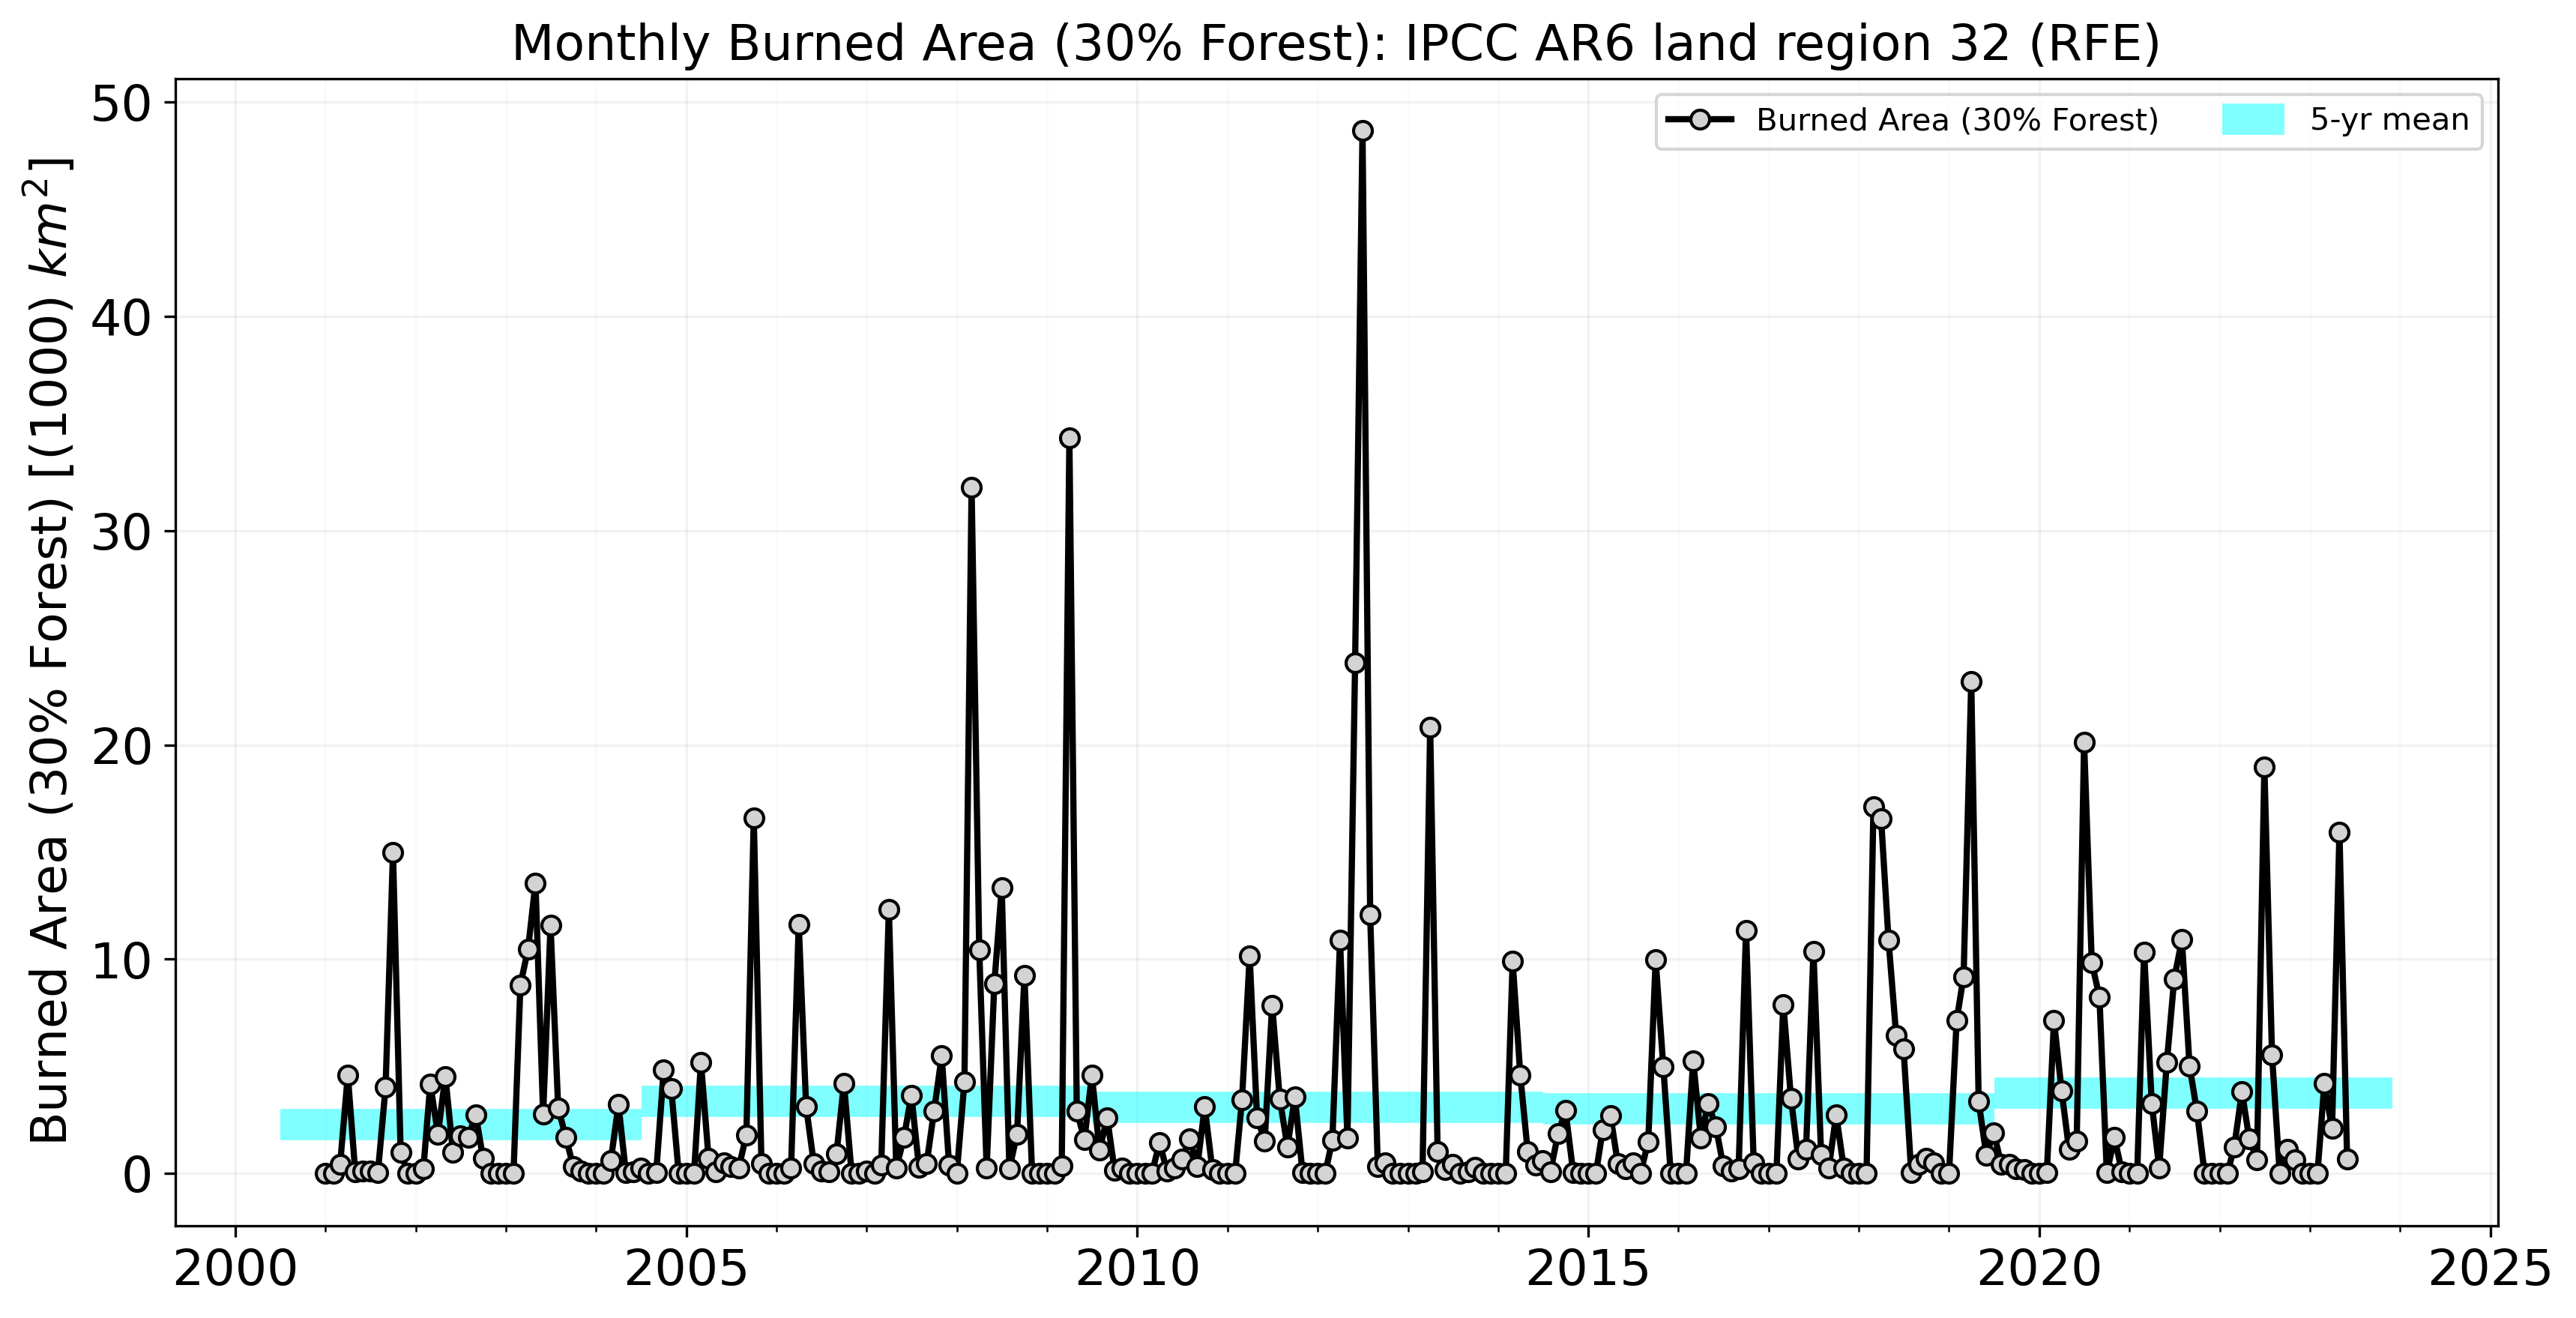 Monthly Burned Area (30% Forest): IPCC AR6 land region 32 (RFE)
Burned Area (30% Forest) 5-yr mean
Burned Area (30% Forest) [(1000) km²]
50
40
30
20
10
0
2000 2005 2010 2015 2020 2025